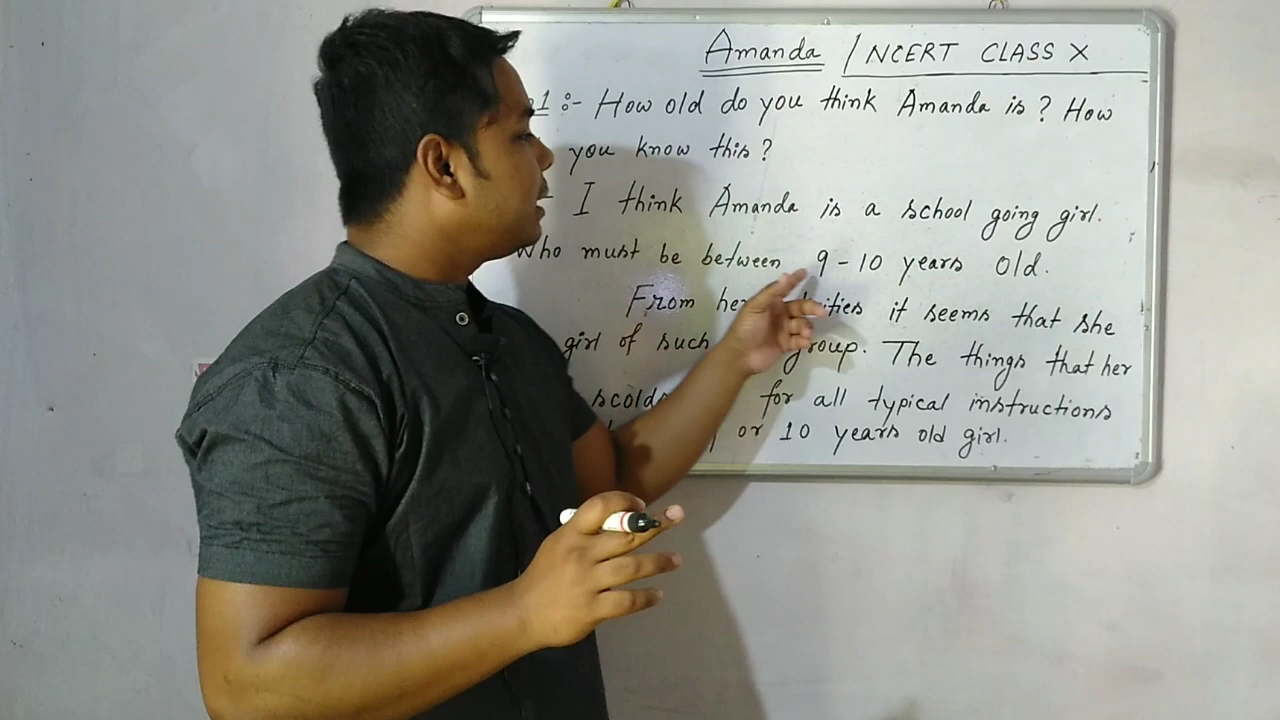 Amanda / NCERT CLASS X
1 :- How old do you think Amanda is ? How
you know this ?
- I think Amanda is a school going girl.
Who must be between 9-10 years old.
From her it seems that she
girl of such group. The things that her
scolds for all typical instructions
or 10 years old girl.